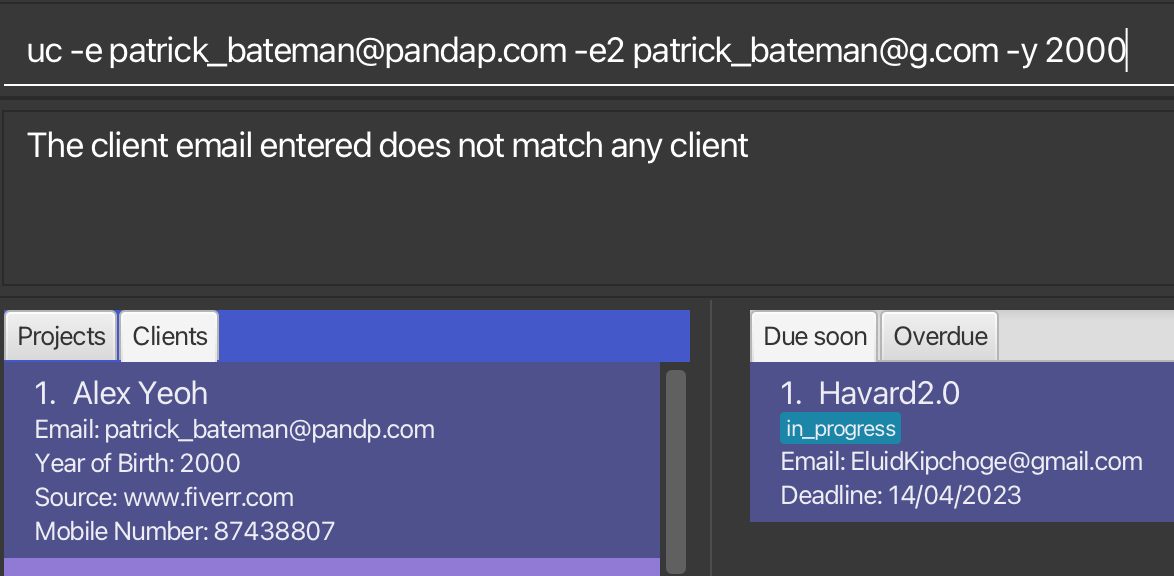 uc -e patrick_bateman@pandap.com -e2 patrick_bateman@g.com -y 2000
The client email entered does not match any client
Projects Clients
1. Alex Yeoh
Email: patrick_bateman@pandp.com
Year of Birth: 2000
Source: www.fiverr.com
Mobile Number: 87438807
Due soon Overdue
1. Havard2.0
in_progress
Email: EluidKipchoge@gmail.com
Deadline: 14/04/2023